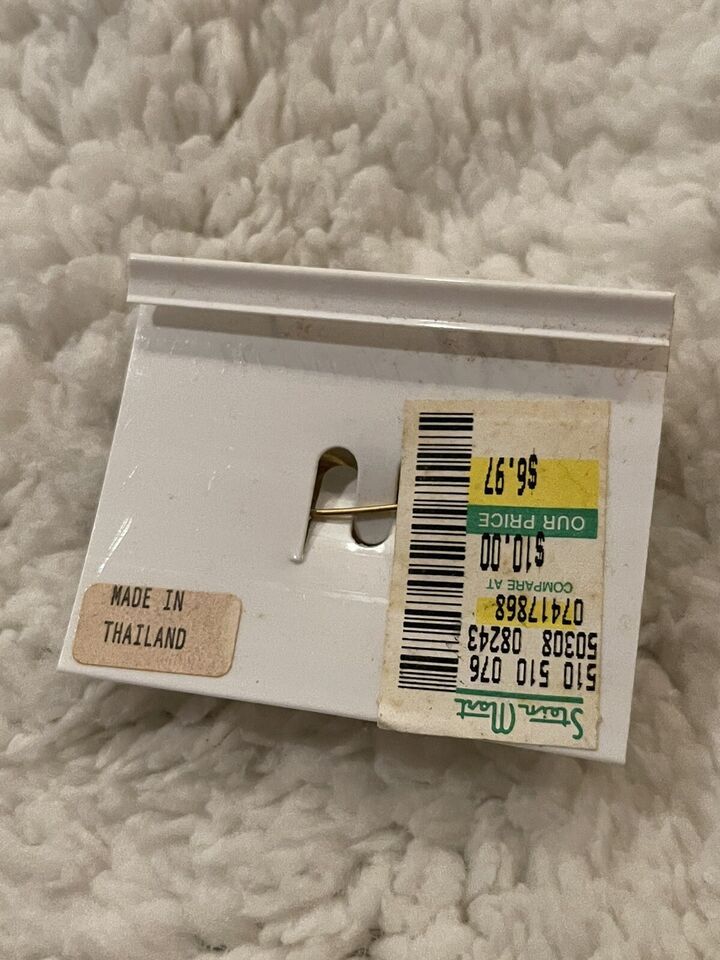 MADE IN
THAILAND
Stein Mart
510 510 076
50308 08243
07417868
COMPARE AT
$10.00
OUR PRICE
$6.97